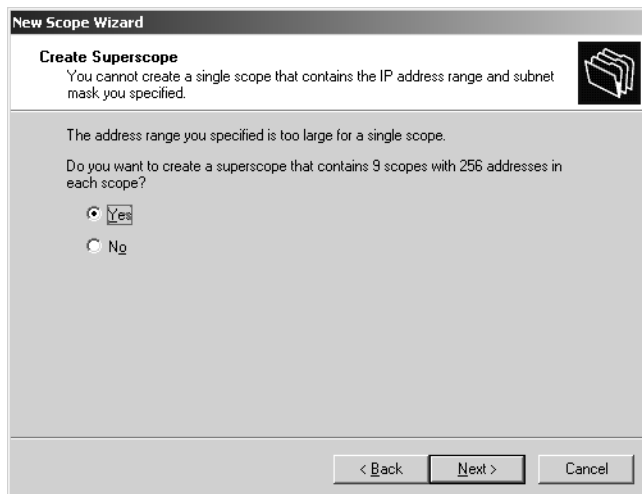 New Scope Wizard
Create Superscope
You cannot create a single scope that contains the IP address range and subnet
mask you specified.
The address range you specified is too large for a single scope.
Do you want to create a superscope that contains 9 scopes with 256 addresses in
each scope?
Yes
No
< Back
Next >
Cancel